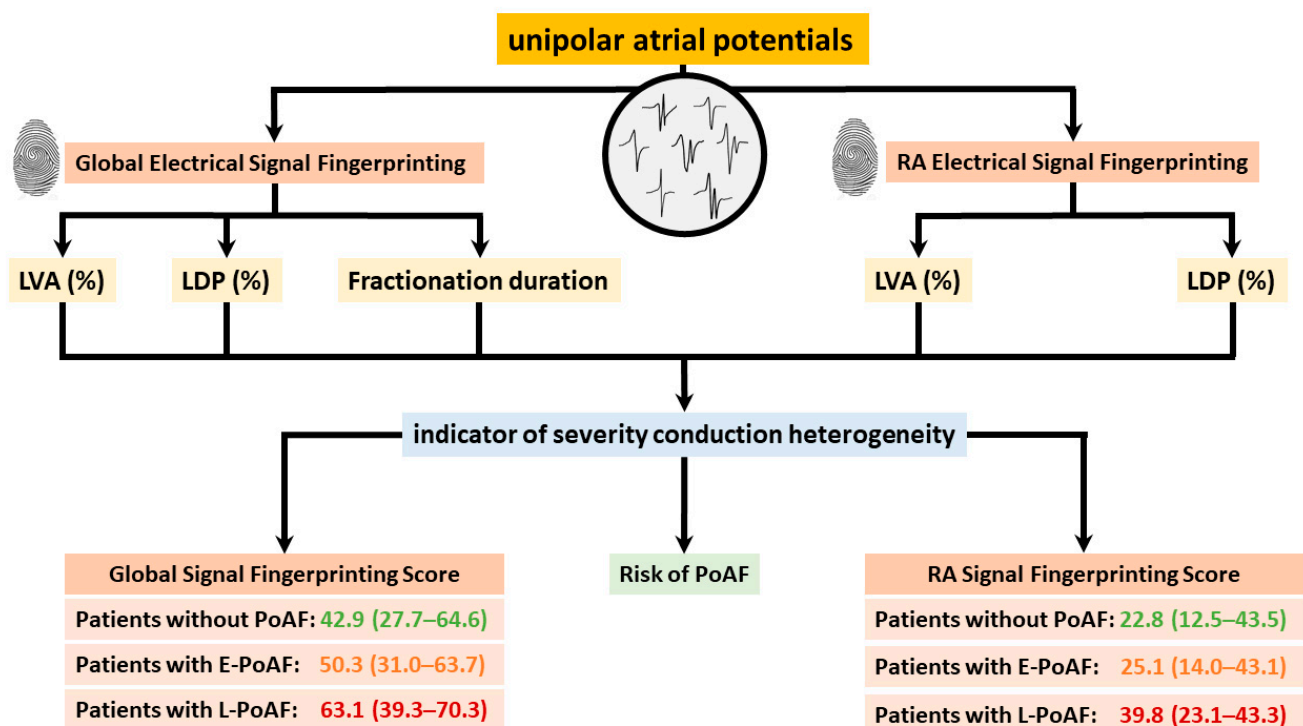 unipolar atrial potentials
Global Electrical Signal Fingerprinting
RA Electrical Signal Fingerprinting
LVA (%)
LDP (%)
Fractionation duration
LVA (%)
LDP (%)
indicator of severity conduction heterogeneity
Global Signal Fingerprinting Score
Patients without PoAF: 42.9 (27.7–64.6)
Patients with E-PoAF: 50.3 (31.0–63.7)
Patients with L-PoAF: 63.1 (39.3–70.3)
Risk of PoAF
RA Signal Fingerprinting Score
Patients without PoAF: 22.8 (12.5–43.5)
Patients with E-PoAF: 25.1 (14.0–43.1)
Patients with L-PoAF: 39.8 (23.1–43.3)